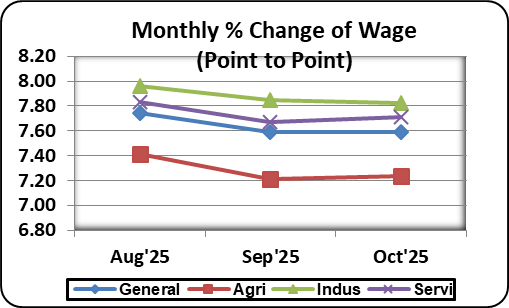 Monthly % Change of Wage
(Point to Point)
8.20
8.00
7.80
7.60
7.40
7.20
7.00
6.80
Aug'25 Sep'25 Oct'25
General Agri Indus Servi